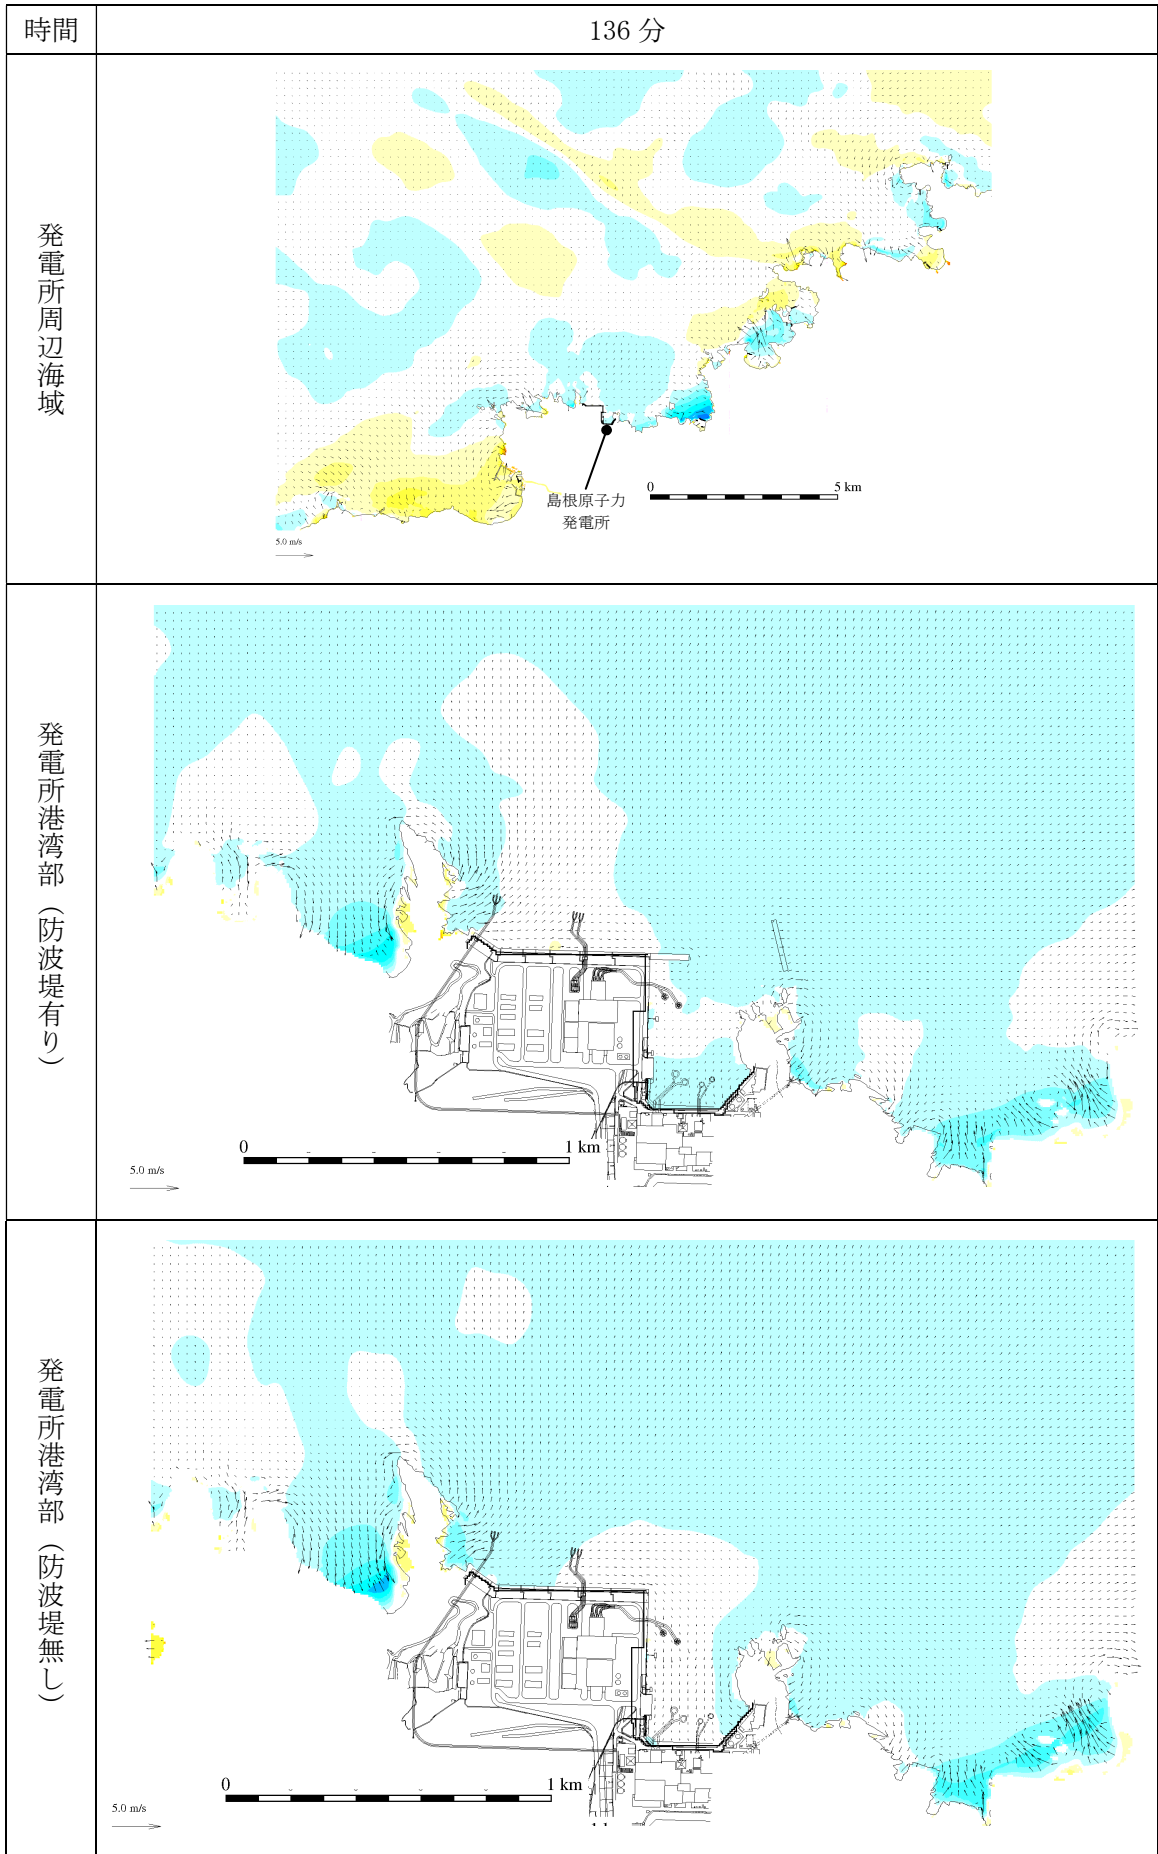 時間
136 分
発電所周辺海域
島根原子力
発電所
0
5 km
5.0 m/s
発電所港湾部（防波堤有り）
0
1 km
5.0 m/s
発電所港湾部（防波堤無し）
0
1 km
5.0 m/s